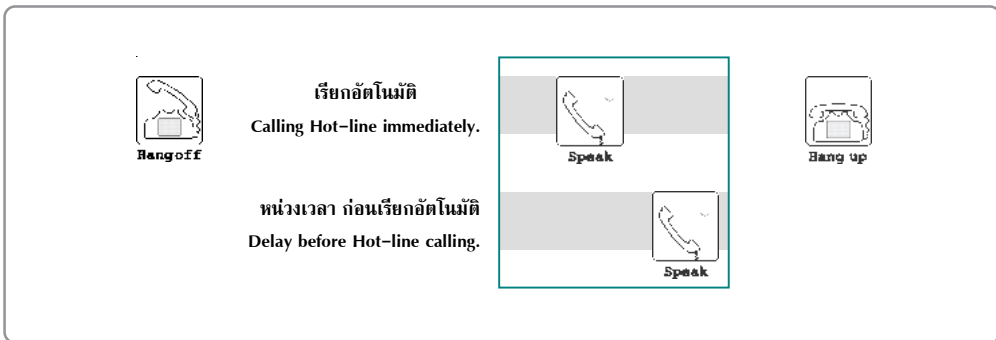 เรียกอัตโนมัติ
Calling Hot-line immediately.
Hang off
Speak
Hang up
หน่วงเวลา ก่อนเรียกอัตโนมัติ
Delay before Hot-line calling.
Speak